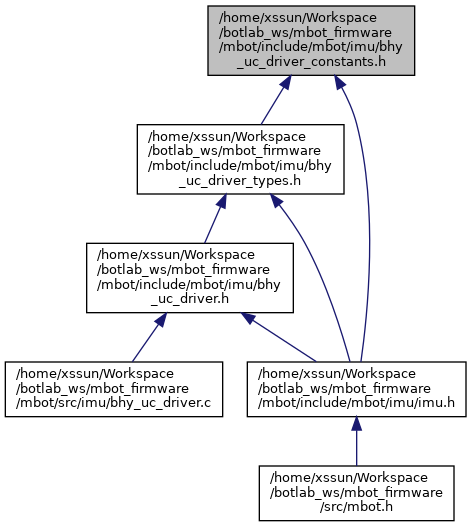 /home/xssun/Workspace
/botlab_ws/mbot_firmware
/mbot/include/mbot/imu/bhy
_uc_driver_constants.h
/home/xssun/Workspace
/botlab_ws/mbot_firmware
/mbot/include/mbot/imu/bhy
_uc_driver_types.h
/home/xssun/Workspace
/botlab_ws/mbot_firmware
/mbot/include/mbot/imu/bhy
_uc_driver.h
/home/xssun/Workspace
/botlab_ws/mbot_firmware
/mbot/src/imu/bhy_uc_driver.c
/home/xssun/Workspace
/botlab_ws/mbot_firmware
/mbot/include/mbot/imu/imu.h
/home/xssun/Workspace
/botlab_ws/mbot_firmware
/src/mbot.h